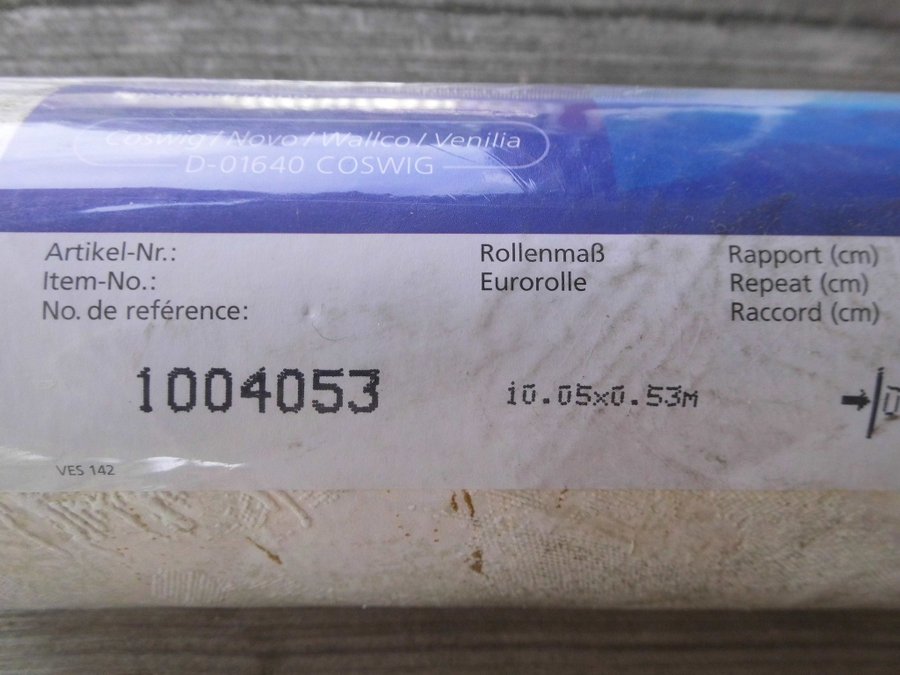 Coswig / Novo / Wallco / Venilia
D-01640 COSWIG
Artikel-Nr.:
Item-No.:
No. de reférence:
Rollenmaß
Eurorolle
Rapport (cm)
Repeat (cm)
Raccord (cm)
1004053
10.05x0.53M
VES 142